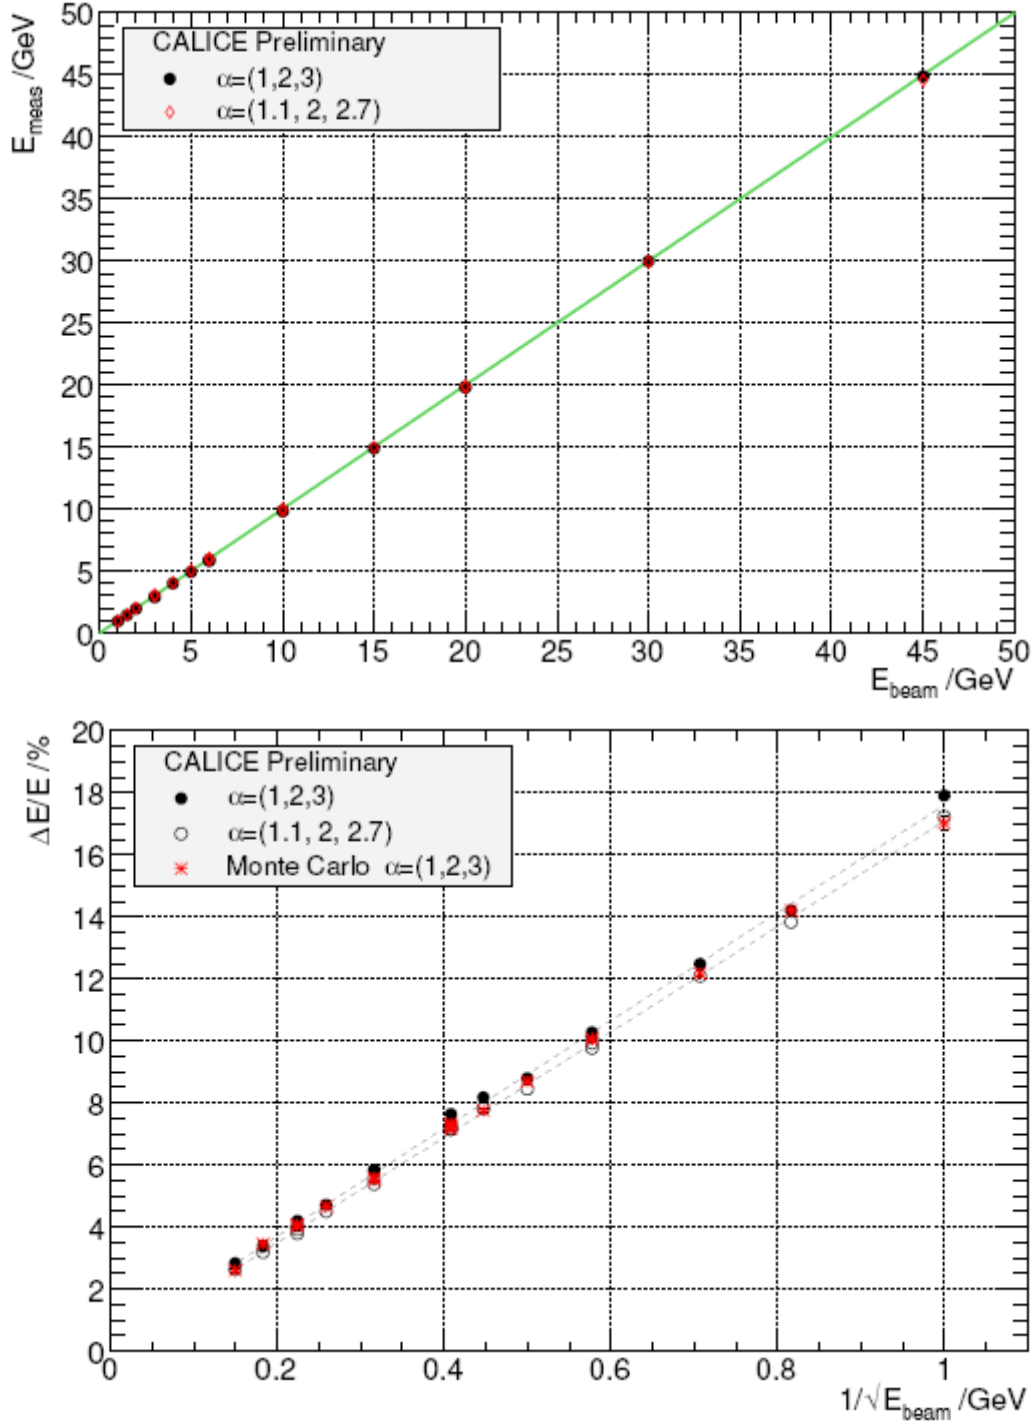 E_meas /GeV
50
45
40
35
30
25
20
15
10
5
0
CALICE Preliminary
α=(1,2,3)
α=(1.1, 2, 2.7)
0 5 10 15 20 25 30 35 40 45 50
E_beam /GeV
ΔE/E /%
20
18
16
14
12
10
8
6
4
2
0
CALICE Preliminary
α=(1,2,3)
α=(1.1, 2, 2.7)
Monte Carlo α=(1,2,3)
0 0.2 0.4 0.6 0.8 1
1/√E_beam /GeV